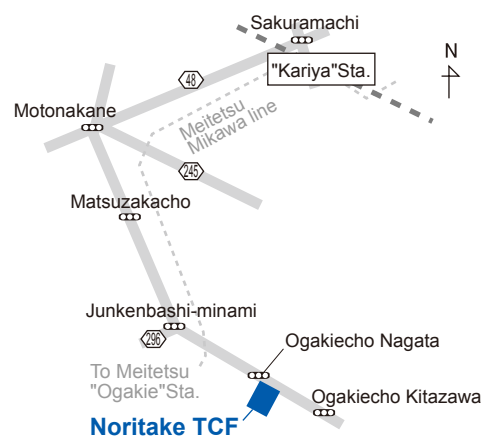 Sakuramachi
N
"Kariya"Sta.
48
Meitetsu
Mikawa line
Motonakane
245
Matsuzakacho
Junkenbashi-minami
296
Ogakiecho Nagata
To Meitetsu
"Ogakie"Sta.
Ogakiecho Kitazawa
Noritake TCF